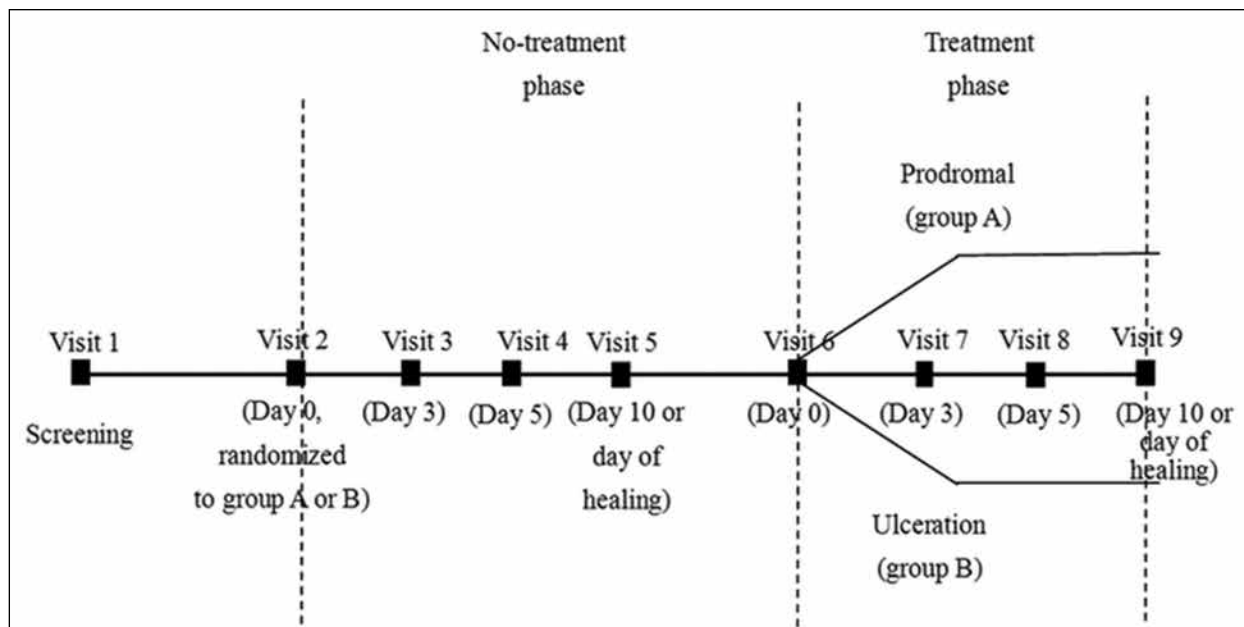 No-treatment
phase
Treatment
phase
Prodromal
(group A)
Visit 1
Visit 2
Visit 3
Visit 4
Visit 5
Visit 6
Visit 7
Visit 8
Visit 9
Screening
(Day 0,
randomized
to group A or B)
(Day 3)
(Day 5)
(Day 10 or
day of
healing)
(Day 0)
(Day 3)
(Day 5)
(Day 10 or
day of
healing)
Ulceration
(group B)